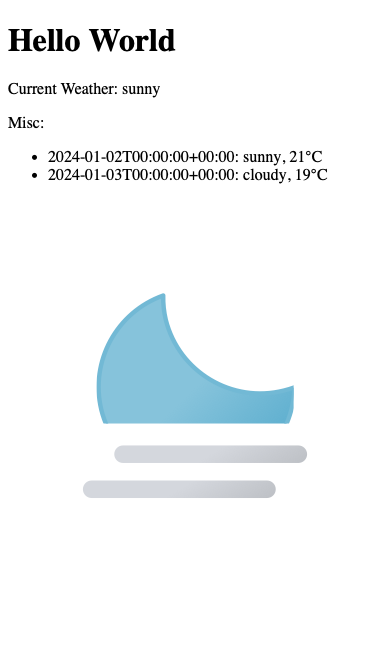 Hello World
Current Weather: sunny
Misc:
2024-01-02T00:00:00+00:00: sunny, 21°C
2024-01-03T00:00:00+00:00: cloudy, 19°C